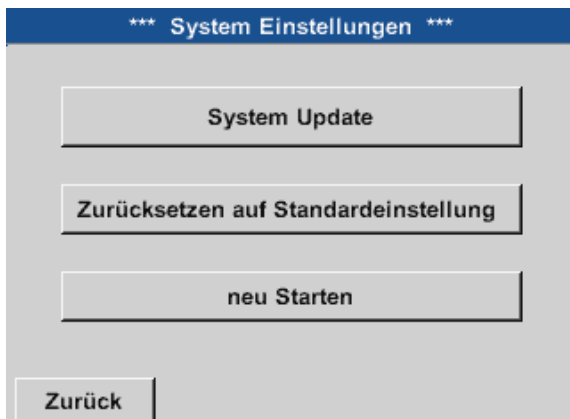 *** System Einstellungen ***
System Update
Zurücksetzen auf Standardeinstellung
neu Starten
Zurück